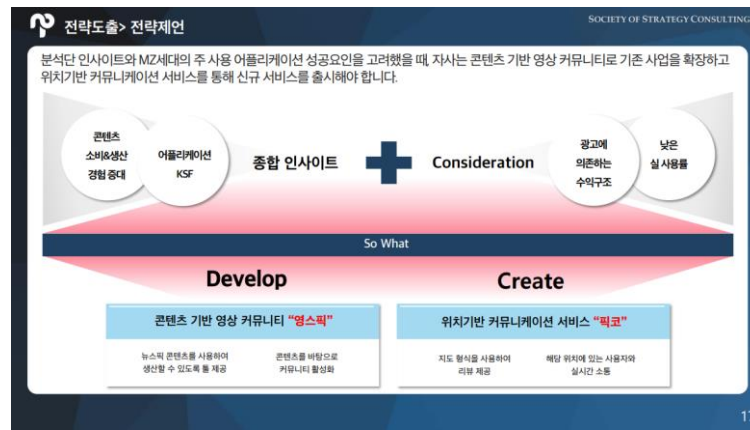 전략도출> 전략제언
SOCIETY OF STRATEGY CONSULTING
분석단 인사이트와 MZ세대의 주 사용 어플리케이션 성공요인을 고려했을 때, 자사는 콘텐츠 기반 영상 커뮤니티로 기존 사업을 확장하고
위치기반 커뮤니케이션 서비스를 통해 신규 서비스를 출시해야 합니다.
콘텐츠
소비&생산
경험 증대
어플리케이션
KSF
종합 인사이트
Consideration
광고에
의존하는
수익구조
낮은
실 사용률
So What
Develop
Create
콘텐츠 기반 영상 커뮤니티 “영스픽”
위치기반 커뮤니케이션 서비스 “픽코”
뉴스픽 콘텐츠를 사용하여
생산할 수 있도록 툴 제공
콘텐츠를 바탕으로
커뮤니티 활성화
지도 형식을 사용하여
리뷰 제공
해당 위치에 있는 사용자와
실시간 소통